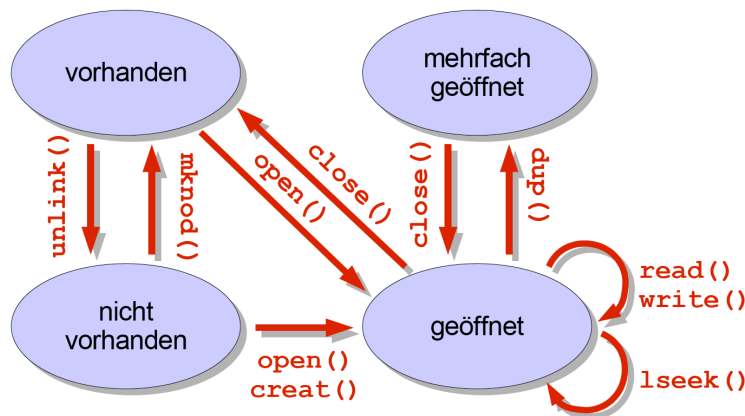 vorhanden
mehrfach
geöffnet
unlink()
mknod()
open()
close()
close()
dup()
nicht
vorhanden
open()
creat()
geöffnet
read()
write()
lseek()